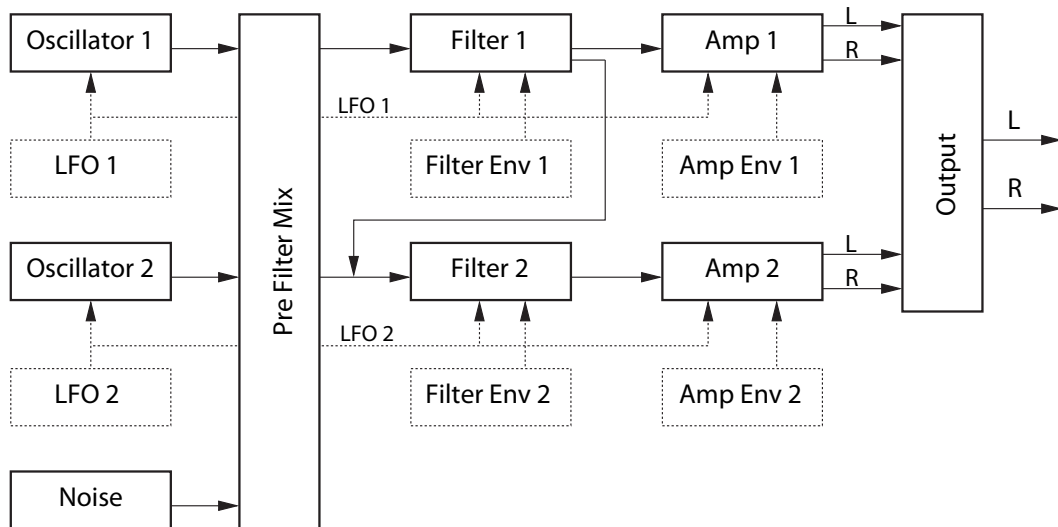 Oscillator 1
Filter 1
Amp 1
L
R
LFO 1
LFO 1
Filter Env 1
Amp Env 1
Pre Filter Mix
Output
L
R
Oscillator 2
Filter 2
Amp 2
L
R
LFO 2
LFO 2
Filter Env 2
Amp Env 2
Noise